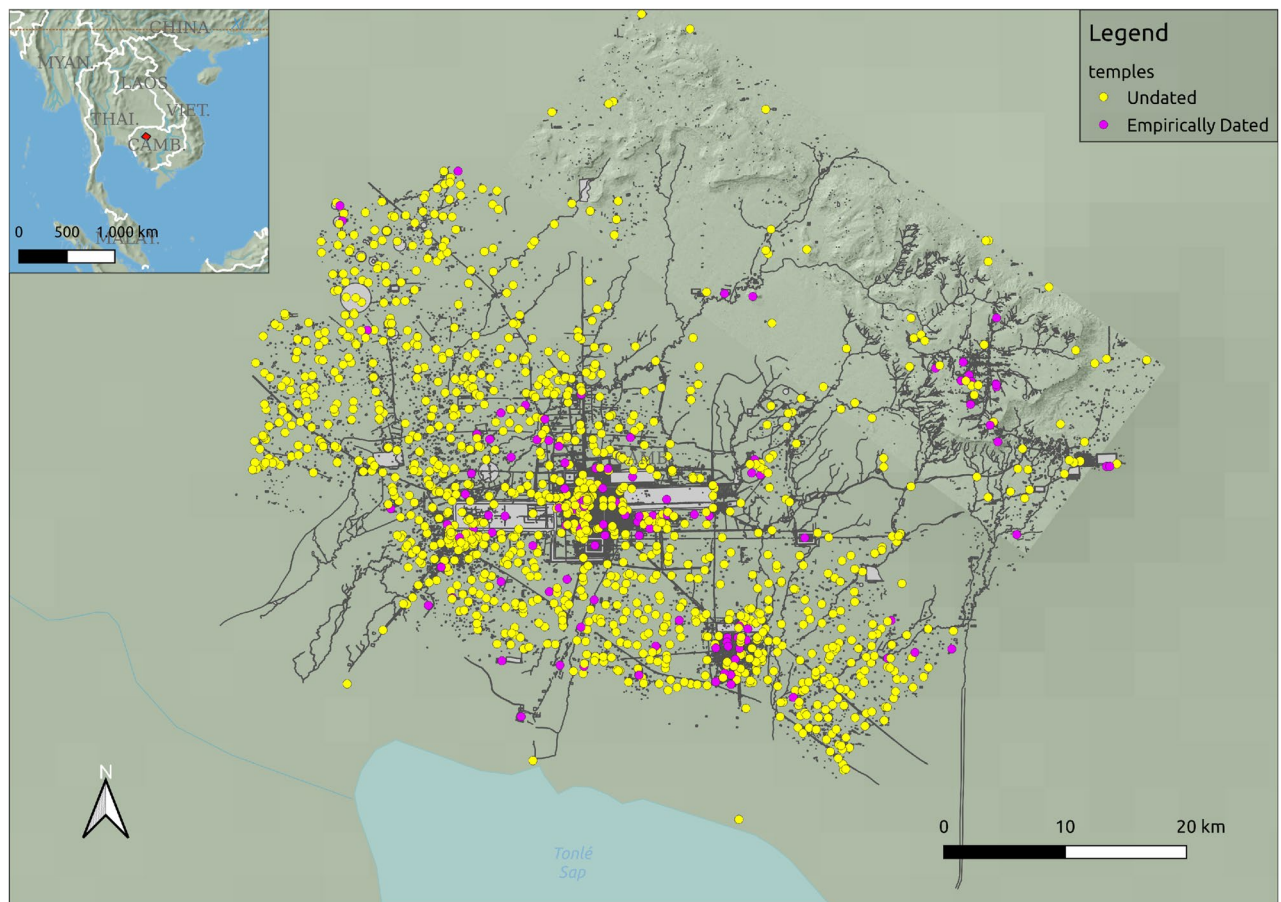 CHINA
MYAN.
LAOS
VIET.
THAI.
CAMB.
0 500 1,000 km
Legend
temples
Undated
Empirically Dated
N
0 10 20 km
Tonlé
Sap